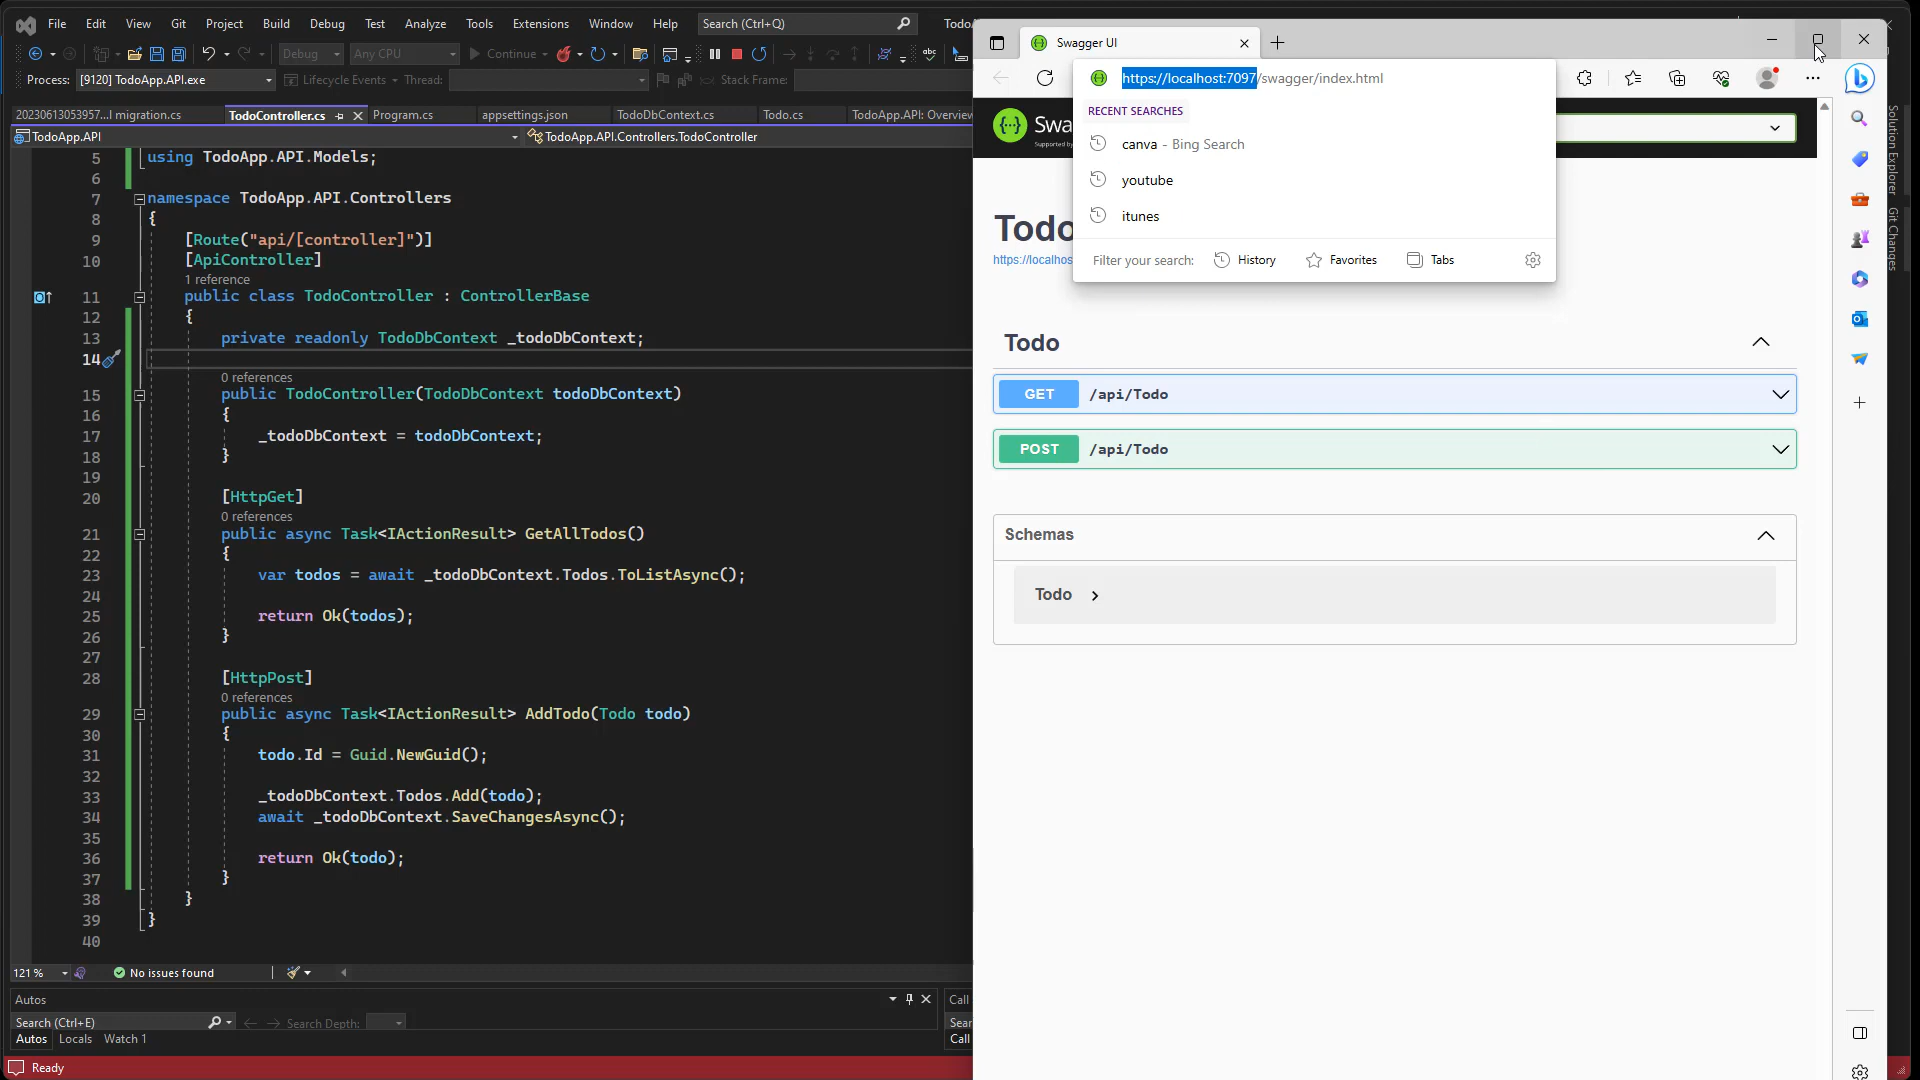 File Edit View Git Project Build Debug Test Analyze Tools Extensions Window Help Search (Ctrl+Q)
Debug Any CPU Continue
Process: [9120] TodoApp.API.exe Lifecycle Events Thread: Stack Frame:
20230613053957...l migration.cs TodoController.cs Program.cs appsettings.json TodoDbContext.cs Todo.cs TodoApp.API: Overview
TodoApp.API TodoApp.API.Controllers.TodoController
5 using TodoApp.API.Models;
6
7 namespace TodoApp.API.Controllers
8 {
9 [Route("api/[controller]")]
10 [ApiController]
1 reference
11 public class TodoController : ControllerBase
12 {
13 private readonly TodoDbContext _todoDbContext;
14
0 references
15 public TodoController(TodoDbContext todoDbContext)
16 {
17 _todoDbContext = todoDbContext;
18 }
19
20 [HttpGet]
0 references
21 public async Task<IActionResult> GetAllTodos()
22 {
23 var todos = await _todoDbContext.Todos.ToListAsync();
24
25 return Ok(todos);
26 }
27
28 [HttpPost]
0 references
29 public async Task<IActionResult> AddTodo(Todo todo)
30 {
31 todo.Id = Guid.NewGuid();
32
33 _todoDbContext.Todos.Add(todo);
34 await _todoDbContext.SaveChangesAsync();
35
36 return Ok(todo);
37 }
38 }
39 }
40
121 % No issues found
Autos
Search (Ctrl+E) Search Depth:
Autos Locals Watch 1
Call
Sear
Call
Ready
Swagger UI
https://localhost:7097/swagger/index.html
RECENT SEARCHES
canva - Bing Search
youtube
itunes
Filter your search: History Favorites Tabs
Swa
Supported by
Todo
https://localhos
Todo
GET /api/Todo
POST /api/Todo
Schemas
Todo
Solution Explorer
Git Changes